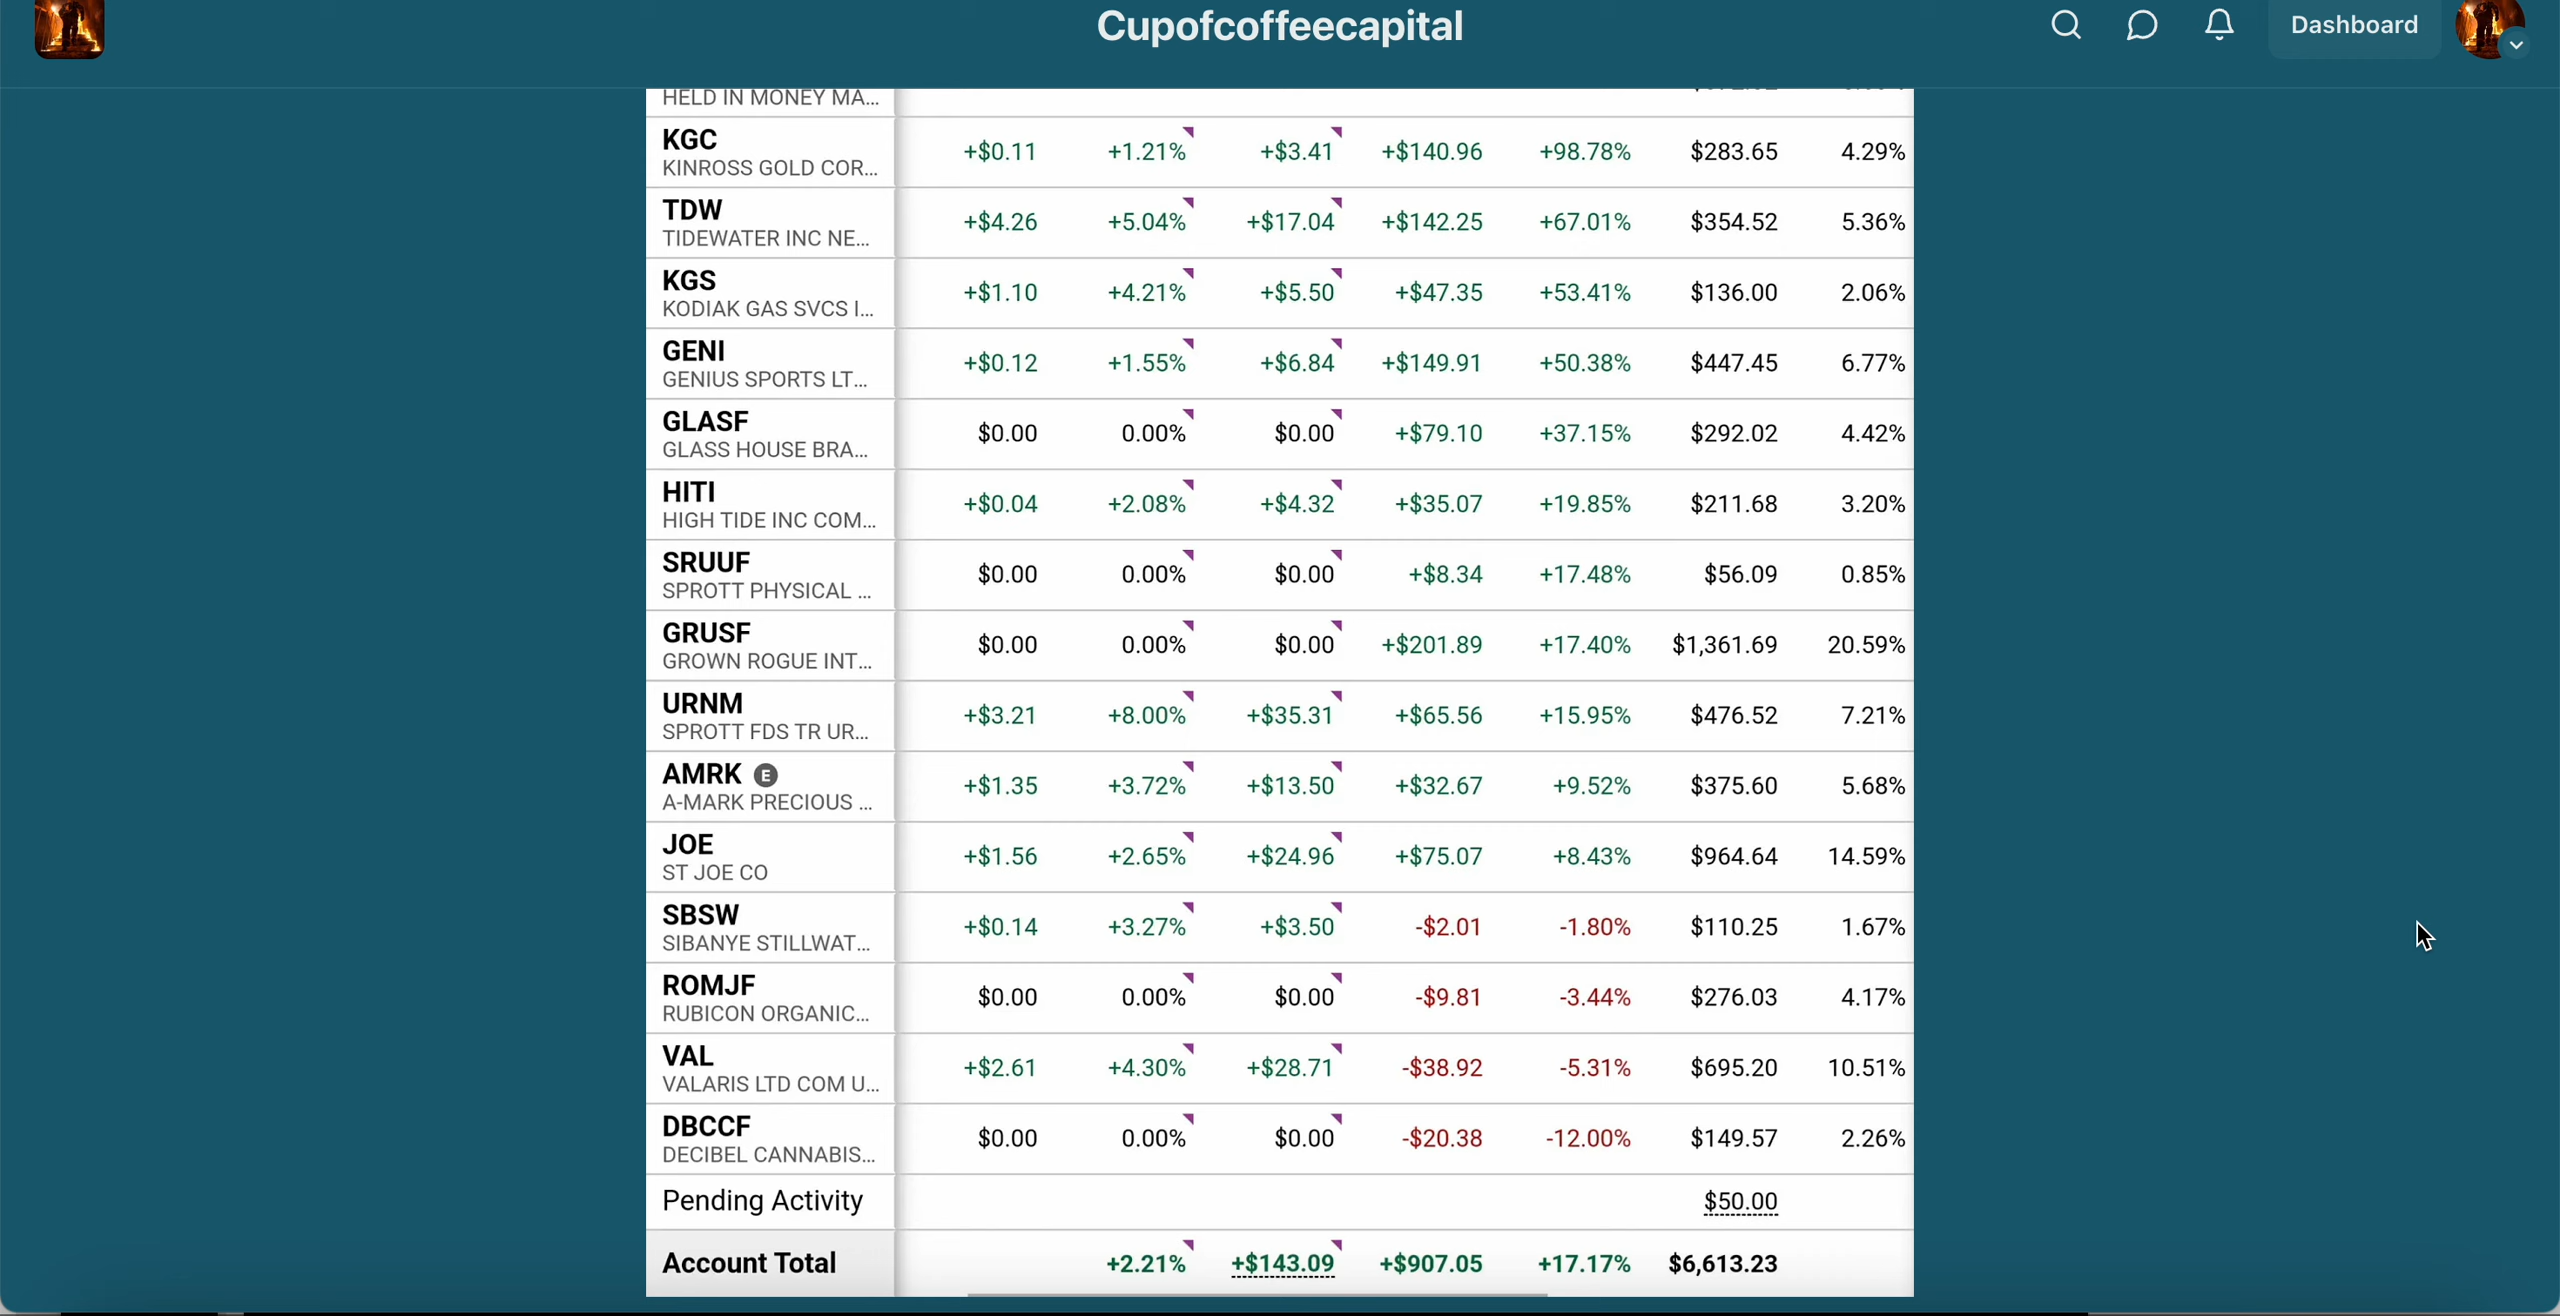 Cupofcoffeecapital
Dashboard
HELD IN MONEY MA...
KGC +$0.11 +1.21% +$3.41 +$140.96 +98.78% $283.65 4.29%
KINROSS GOLD COR...
TDW +$4.26 +5.04% +$17.04 +$142.25 +67.01% $354.52 5.36%
TIDEWATER INC NE...
KGS +$1.10 +4.21% +$5.50 +$47.35 +53.41% $136.00 2.06%
KODIAK GAS SVCS I...
GENI +$0.12 +1.55% +$6.84 +$149.91 +50.38% $447.45 6.77%
GENIUS SPORTS LT...
GLASF $0.00 0.00% $0.00 +$79.10 +37.15% $292.02 4.42%
GLASS HOUSE BRA...
HITI +$0.04 +2.08% +$4.32 +$35.07 +19.85% $211.68 3.20%
HIGH TIDE INC COM...
SRUUF $0.00 0.00% $0.00 +$8.34 +17.48% $56.09 0.85%
SPROTT PHYSICAL ...
GRUSF $0.00 0.00% $0.00 +$201.89 +17.40% $1,361.69 20.59%
GROWN ROGUE INT...
URNM +$3.21 +8.00% +$35.31 +$65.56 +15.95% $476.52 7.21%
SPROTT FDS TR UR...
AMRK E +$1.35 +3.72% +$13.50 +$32.67 +9.52% $375.60 5.68%
A-MARK PRECIOUS ...
JOE +$1.56 +2.65% +$24.96 +$75.07 +8.43% $964.64 14.59%
ST JOE CO
SBSW +$0.14 +3.27% +$3.50 -$2.01 -1.80% $110.25 1.67%
SIBANYE STILLWAT...
ROMJF $0.00 0.00% $0.00 -$9.81 -3.44% $276.03 4.17%
RUBICON ORGANIC...
VAL +$2.61 +4.30% +$28.71 -$38.92 -5.31% $695.20 10.51%
VALARIS LTD COM U...
DBCCF $0.00 0.00% $0.00 -$20.38 -12.00% $149.57 2.26%
DECIBEL CANNABIS...
Pending Activity $50.00
Account Total +2.21% +$143.09 +$907.05 +17.17% $6,613.23